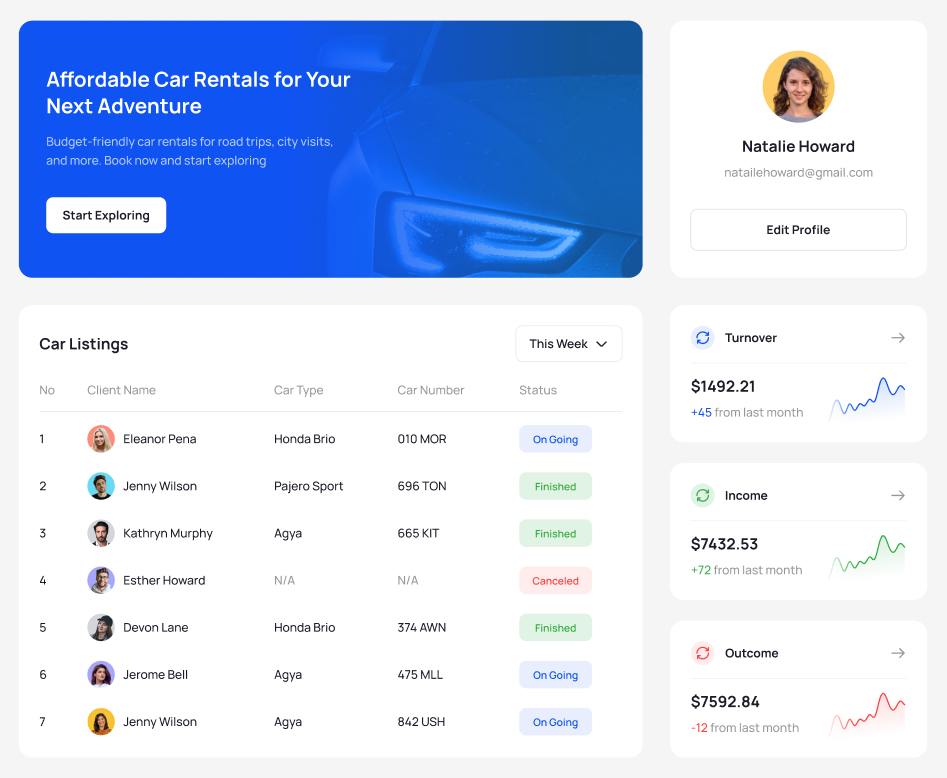 Affordable Car Rentals for Your
Next Adventure
Budget-friendly car rentals for road trips, city visits,
and more. Book now and start exploring
Start Exploring
Natalie Howard
natailehoward@gmail.com
Edit Profile
Car Listings
This Week
No Client Name Car Type Car Number Status
1 Eleanor Pena Honda Brio 010 MOR On Going
2 Jenny Wilson Pajero Sport 696 TON Finished
3 Kathryn Murphy Agya 665 KIT Finished
4 Esther Howard N/A N/A Canceled
5 Devon Lane Honda Brio 374 AWN Finished
6 Jerome Bell Agya 475 MLL On Going
7 Jenny Wilson Agya 842 USH On Going
Turnover
$1492.21
+45 from last month
Income
$7432.53
+72 from last month
Outcome
$7592.84
-12 from last month